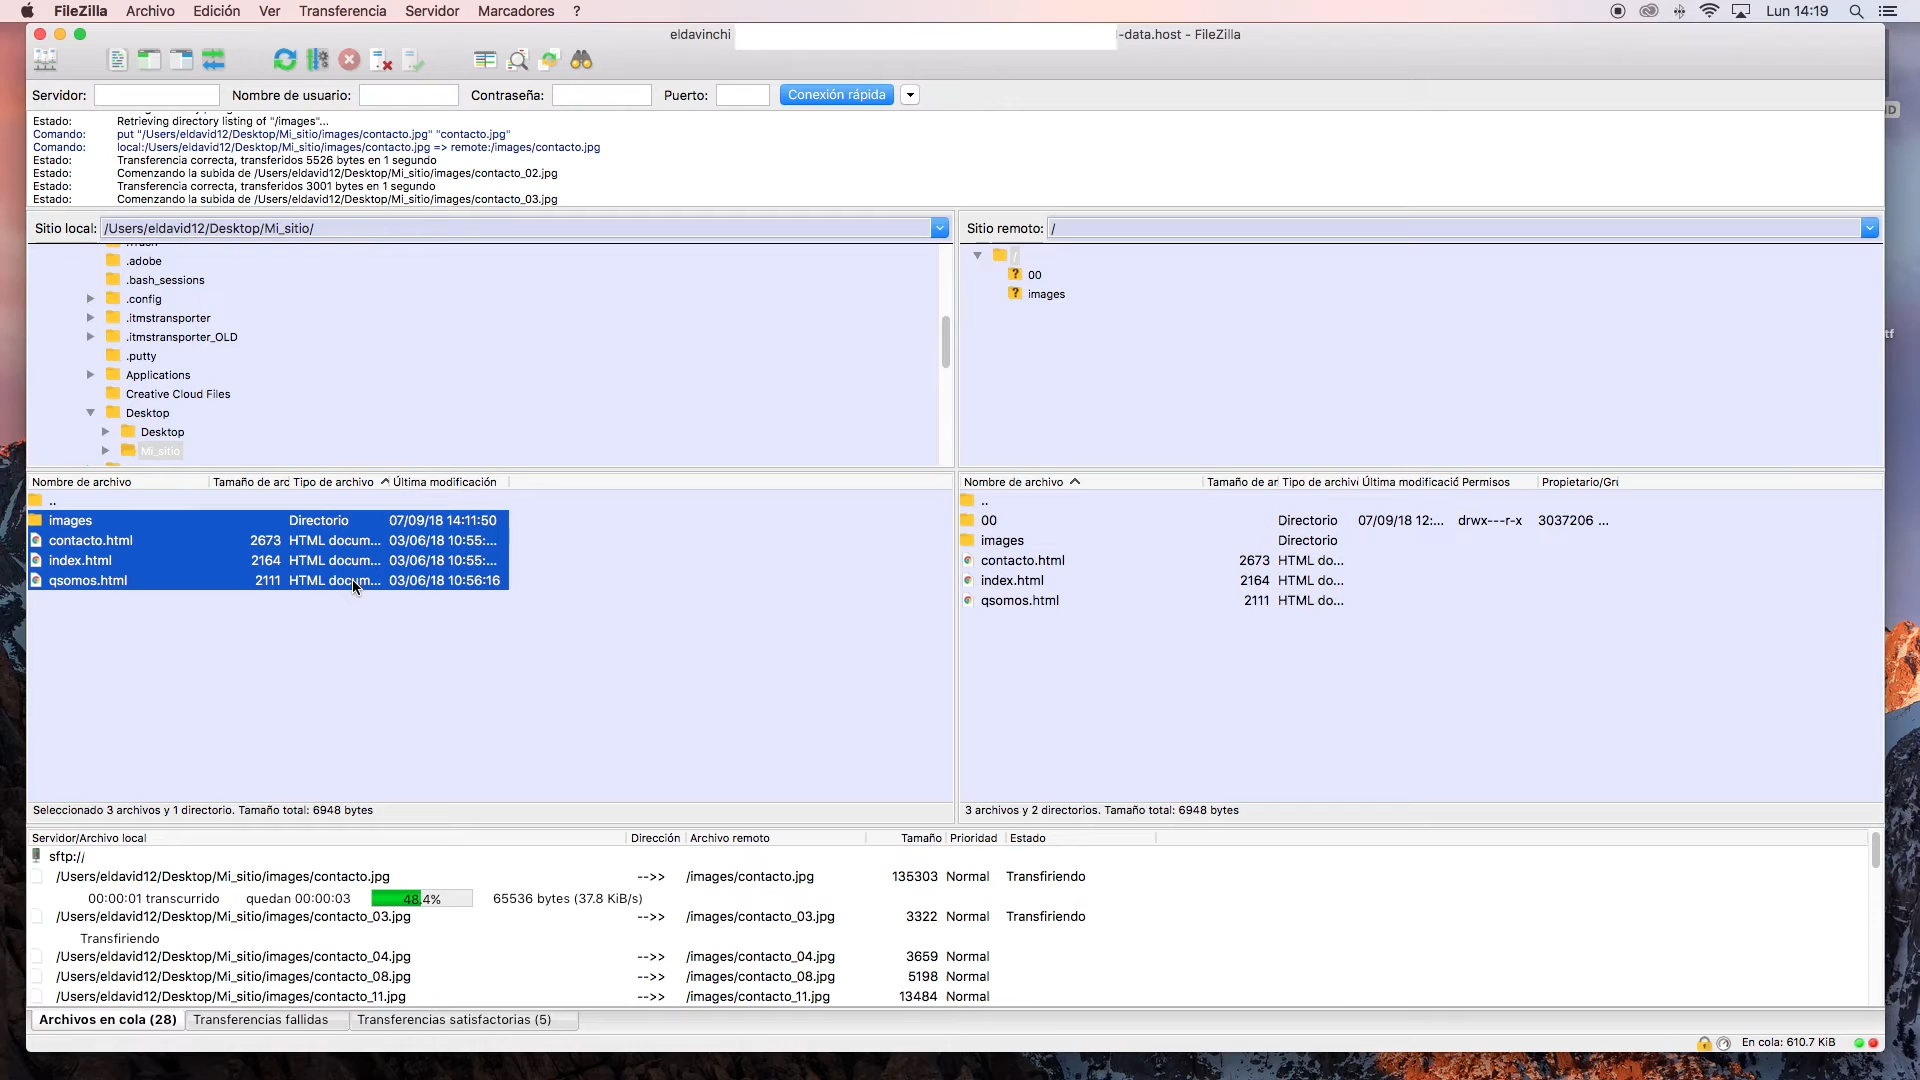 FileZilla Archivo Edición Ver Transferencia Servidor Marcadores ? Lun 14:19
eldavinchi -data.host - FileZilla
Servidor: Nombre de usuario: Contraseña: Puerto: Conexión rápida
Estado: Retrieving directory listing of "/images"...
Comando: put "/Users/eldavid12/Desktop/Mi_sitio/images/contacto.jpg" "contacto.jpg"
Comando: local:/Users/eldavid12/Desktop/Mi_sitio/images/contacto.jpg => remote:/images/contacto.jpg
Estado: Transferencia correcta, transferidos 5526 bytes en 1 segundo
Estado: Comenzando la subida de /Users/eldavid12/Desktop/Mi_sitio/images/contacto_02.jpg
Estado: Transferencia correcta, transferidos 3001 bytes en 1 segundo
Estado: Comenzando la subida de /Users/eldavid12/Desktop/Mi_sitio/images/contacto_03.jpg
Sitio local: /Users/eldavid12/Desktop/Mi_sitio/
.adobe
.bash_sessions
.config
.itmstransporter
.itmstransporter_OLD
.putty
Applications
Creative Cloud Files
Desktop
Desktop
Mi_sitio
Sitio remoto: /
/
00
images
Nombre de archivo Tamaño de arc Tipo de archivo Última modificación
..
images Directorio 07/09/18 14:11:50
contacto.html 2673 HTML docum... 03/06/18 10:55:...
index.html 2164 HTML docum... 03/06/18 10:55:...
qsomos.html 2111 HTML docum... 03/06/18 10:56:16
Seleccionado 3 archivos y 1 directorio. Tamaño total: 6948 bytes
Nombre de archivo Tamaño de ar Tipo de archivi Última modificació Permisos Propietario/Gru
..
00 Directorio 07/09/18 12:... drwx---r-x 3037206 ...
images Directorio
contacto.html 2673 HTML do...
index.html 2164 HTML do...
qsomos.html 2111 HTML do...
3 archivos y 2 directorios. Tamaño total: 6948 bytes
Servidor/Archivo local Dirección Archivo remoto Tamaño Prioridad Estado
sftp://
/Users/eldavid12/Desktop/Mi_sitio/images/contacto.jpg -->> /images/contacto.jpg 135303 Normal Transfiriendo
00:00:01 transcurrido quedan 00:00:03 48.4% 65536 bytes (37.8 KiB/s)
/Users/eldavid12/Desktop/Mi_sitio/images/contacto_03.jpg -->> /images/contacto_03.jpg 3322 Normal Transfiriendo
Transfiriendo
/Users/eldavid12/Desktop/Mi_sitio/images/contacto_04.jpg -->> /images/contacto_04.jpg 3659 Normal
/Users/eldavid12/Desktop/Mi_sitio/images/contacto_08.jpg -->> /images/contacto_08.jpg 5198 Normal
/Users/eldavid12/Desktop/Mi_sitio/images/contacto_11.jpg -->> /images/contacto_11.jpg 13484 Normal
Archivos en cola (28) Transferencias fallidas Transferencias satisfactorias (5)
En cola: 610.7 KiB